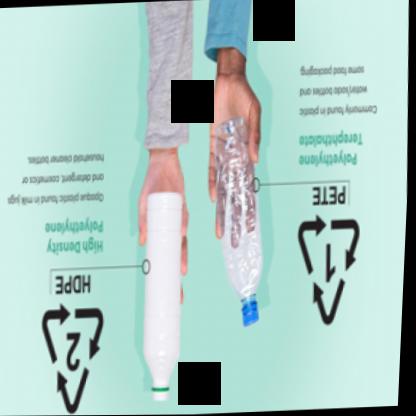 1
PETE
Polyethylene
Terephthalate
Commonly found in plastic
water/soda bottles and
some food packaging.
2
HDPE
High Density
Polyethylene
Opaque plastic found in milk jugs
and detergent, cosmetics or
household cleaner bottles.